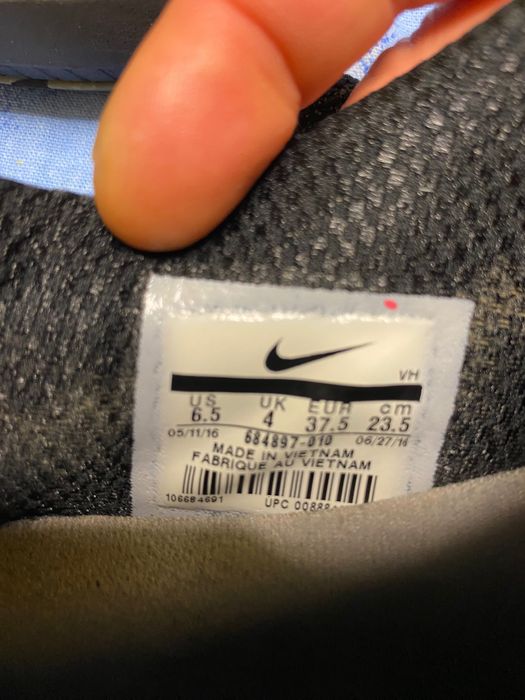 VH
US UK EUR cm
6.5 4 37.5 23.5
05/11/16 684897-010 06/27/16
MADE IN VIETNAM
FABRIQUE AU VIETNAM
106684691 UPC